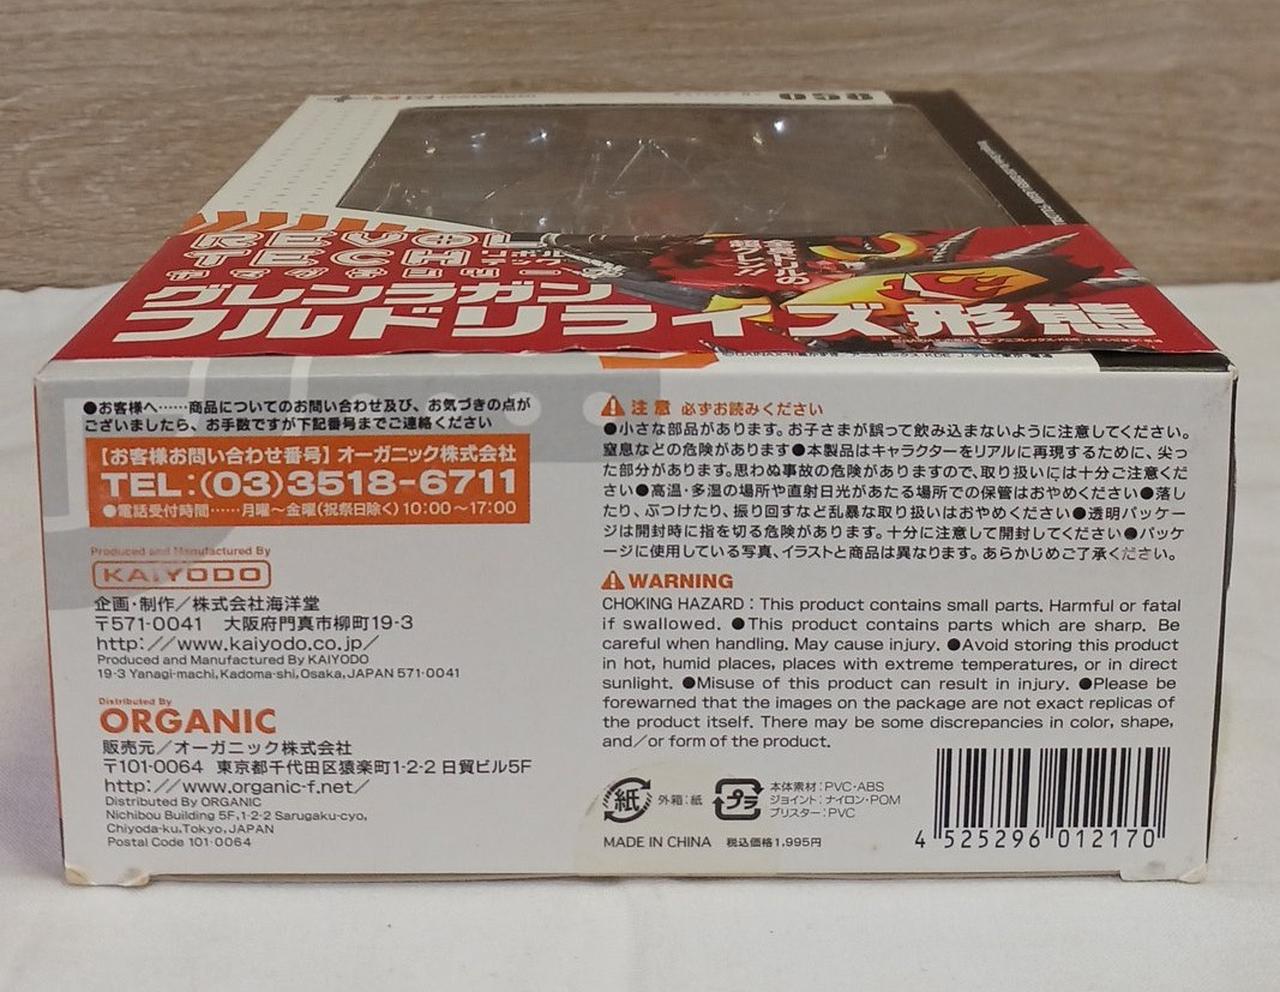 058
REVOL
TECH
グレンラガン
フルドリライズ形態
●お客様へ……商品についてのお問い合わせ及び、お気づきの点が
ございましたら、お手数ですが下記番号までご連絡ください
【お客様お問い合わせ番号】オーガニック株式会社
TEL:(03)3518-6711
●電話受付時間……月曜〜金曜(祝祭日除く)10:00〜17:00
Produced and Manufactured By
KAIYODO
企画・制作/株式会社海洋堂
〒571-0041 大阪府門真市柳町19-3
http://www.kaiyodo.co.jp/
Produced and Manufactured By KAIYODO
19-3 Yanagi-machi,Kadoma-shi,Osaka,JAPAN 571-0041
Distributed By
ORGANIC
販売元/オーガニック株式会社
〒101-0064 東京都千代田区猿楽町1-2-2 日貿ビル5F
http://www.organic-f.net/
Distributed By ORGANIC
Nichibou Building 5F,1-2-2 Sarugaku-cyo,
Chiyoda-ku,Tokyo,JAPAN
Postal Code 101-0064
注意 必ずお読みください
●小さな部品があります。お子さまが誤って飲み込まないように注意してください。
窒息などの危険があります●本製品はキャラクターをリアルに再現するために、尖っ
た部分があります。思わぬ事故の危険がありますので、取り扱いには十分ご注意くだ
さい●高温・多湿の場所や直射日光があたる場所での保管はおやめください●落し
たり、ぶつけたり、振り回すなど乱暴な取り扱いはおやめください●透明パッケー
ジは開封時に指を切る危険があります。十分に注意して開封してください●パッケ
ージに使用している写真、イラストと商品は異なります。あらかじめご了承ください。
WARNING
CHOKING HAZARD : This product contains small parts. Harmful or fatal
if swallowed. ●This product contains parts which are sharp. Be
careful when handling. May cause injury. ●Avoid storing this product
in hot, humid places, places with extreme temperatures, or in direct
sunlight. ●Misuse of this product can result in injury. ●Please be
forewarned that the images on the package are not exact replicas of
the product itself. There may be some discrepancies in color, shape,
and/or form of the product.
紙 外箱:紙 プラ
本体素材:PVC・ABS
ジョイント:ナイロン・POM
ブリスター:PVC
MADE IN CHINA 税込価格1,995円
4 525296 012170